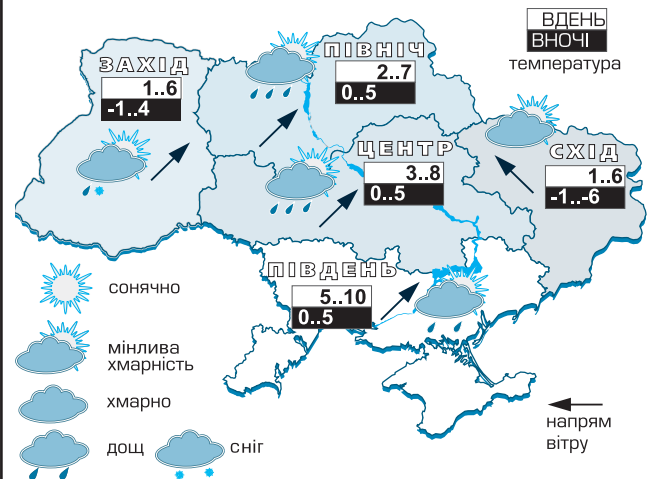 ВДЕНЬ
ВНОЧІ
температура
ЗАХІД
1..6
-1..4
ПІВНІЧ
2..7
0..5
ЦЕНТР
3..8
0..5
СХІД
1..6
-1..-6
ПІВДЕНЬ
5..10
0..5
сонячно
мінлива
хмарність
хмарно
дощ
сніг
напрям
вітру